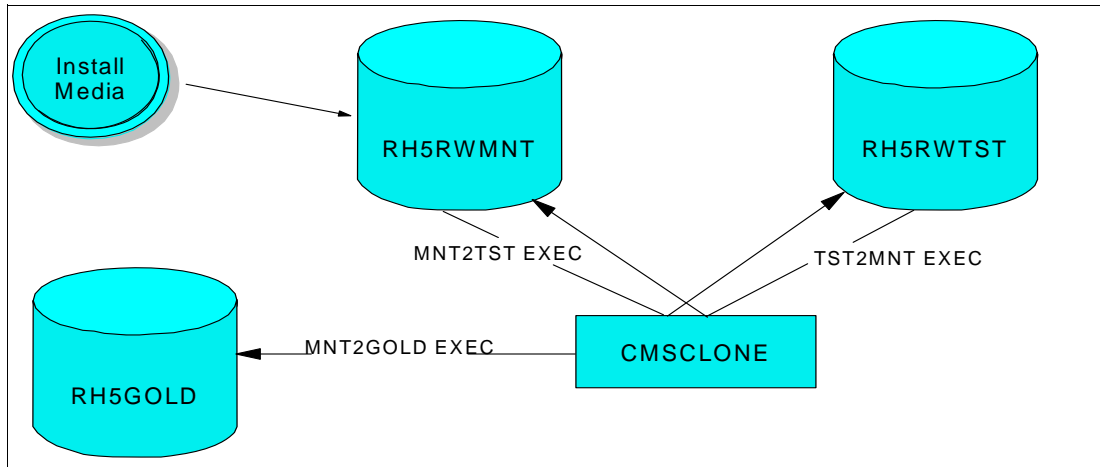 Install
Media
RH5RWMNT
RH5RWTST
MNT2TST EXEC
TST2MNT EXEC
MNT2GOLD EXEC
CMSCLONE
RH5GOLD